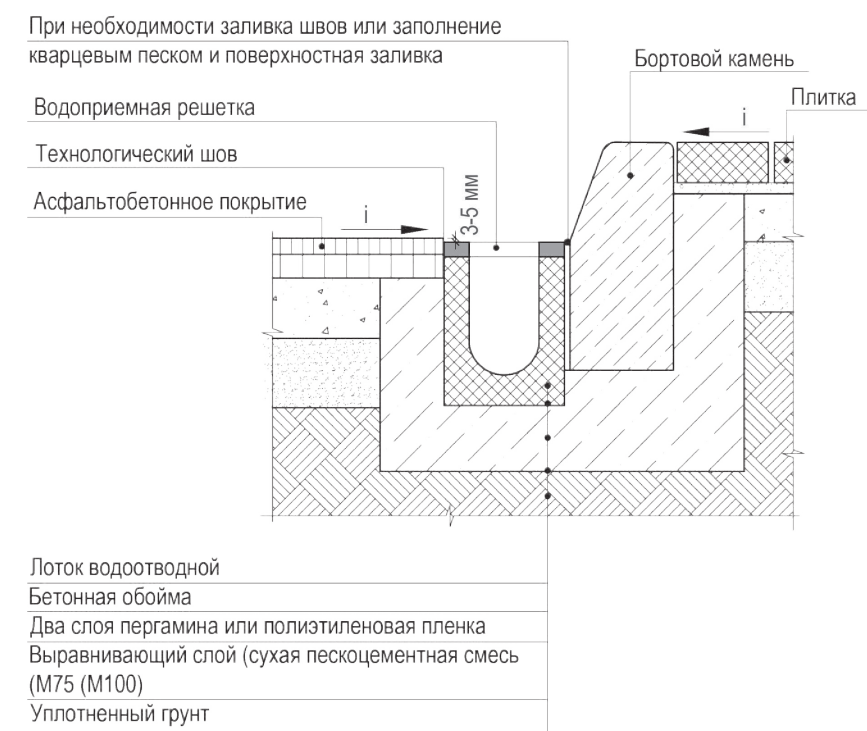 При необходимости заливка швов или заполнение
кварцевым песком и поверхностная заливка
Бортовой камень
Водоприемная решетка
Плитка
i
Технологический шов
Асфальтобетонное покрытие
i
3-5 мм
Лоток водоотводной
Бетонная обойма
Два слоя пергамина или полиэтиленовая пленка
Выравнивающий слой (сухая пескоцементная смесь
(М75 (М100)
Уплотненный грунт